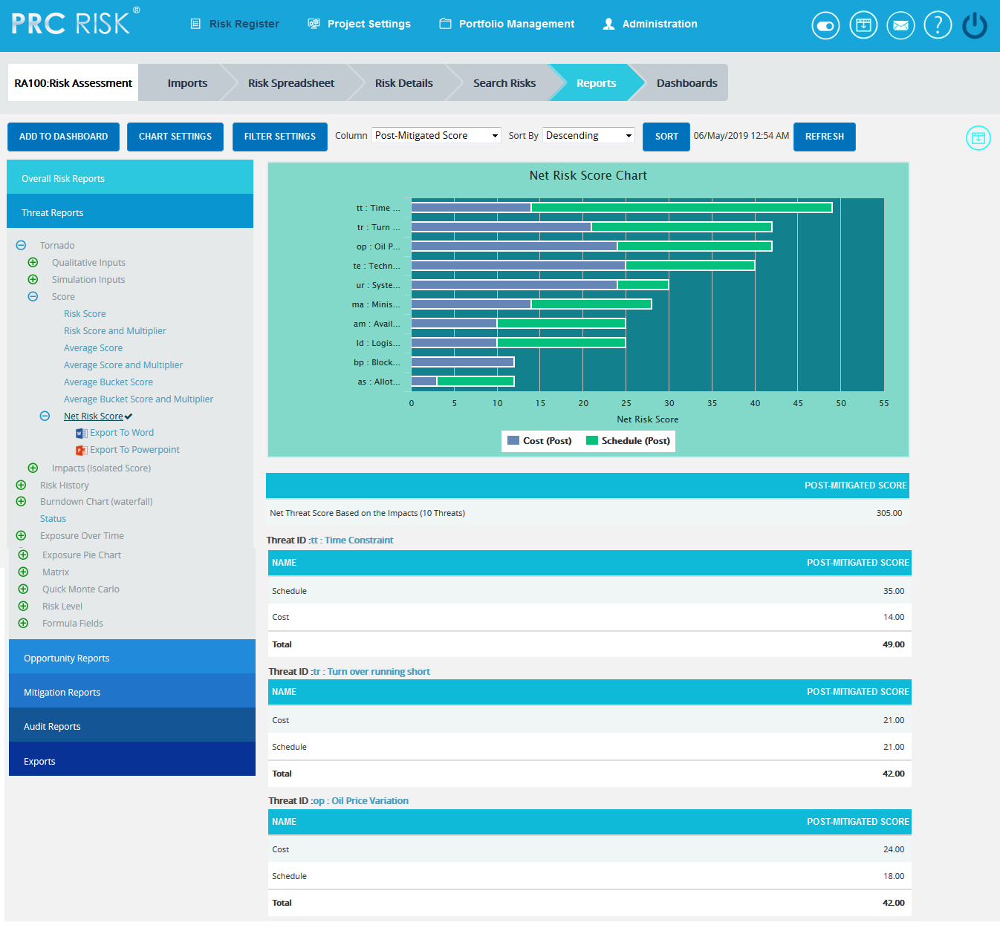 PRC RISK®
Risk Register
Project Settings
Portfolio Management
Administration
?
RA100:Risk Assessment
Imports
Risk Spreadsheet
Risk Details
Search Risks
Reports
Dashboards
ADD TO DASHBOARD
CHART SETTINGS
FILTER SETTINGS
Column
Post-Mitigated Score
Sort By
Descending
SORT
06/May/2019 12:54 AM
REFRESH
Overall Risk Reports
Threat Reports
Tornado
Qualitative Inputs
Simulation Inputs
Score
Risk Score
Risk Score and Multiplier
Average Score
Average Score and Multiplier
Average Bucket Score
Average Bucket Score and Multiplier
Net Risk Score
Export To Word
Export To Powerpoint
Impacts (Isolated Score)
Risk History
Burndown Chart (waterfall)
Status
Exposure Over Time
Exposure Pie Chart
Matrix
Quick Monte Carlo
Risk Level
Formula Fields
Opportunity Reports
Mitigation Reports
Audit Reports
Exports
Net Risk Score Chart
tt : Time ...
tr : Turn ...
op : Oil P...
te : Techn...
ur : Syste...
ma : Minis...
am : Avail...
ld : Logis...
bp : Block...
as : Allot...
0 5 10 15 20 25 30 35 40 45 50 55
Net Risk Score
Cost (Post) Schedule (Post)
POST-MITIGATED SCORE
Net Threat Score Based on the Impacts (10 Threats) 305.00
Threat ID :tt : Time Constraint
NAME POST-MITIGATED SCORE
Schedule 35.00
Cost 14.00
Total 49.00
Threat ID :tr : Turn over running short
NAME POST-MITIGATED SCORE
Cost 21.00
Schedule 21.00
Total 42.00
Threat ID :op : Oil Price Variation
NAME POST-MITIGATED SCORE
Cost 24.00
Schedule 18.00
Total 42.00